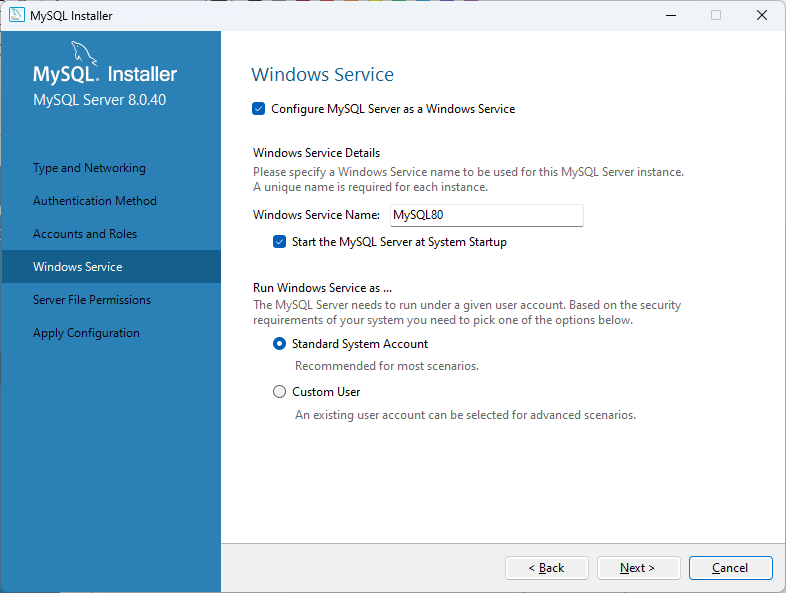 MySQL Installer
MySQL. Installer
MySQL Server 8.0.40
Type and Networking
Authentication Method
Accounts and Roles
Windows Service
Server File Permissions
Apply Configuration
Windows Service
Configure MySQL Server as a Windows Service
Windows Service Details
Please specify a Windows Service name to be used for this MySQL Server instance.
A unique name is required for each instance.
Windows Service Name: MySQL80
Start the MySQL Server at System Startup
Run Windows Service as ...
The MySQL Server needs to run under a given user account. Based on the security
requirements of your system you need to pick one of the options below.
Standard System Account
Recommended for most scenarios.
Custom User
An existing user account can be selected for advanced scenarios.
< Back Next > Cancel